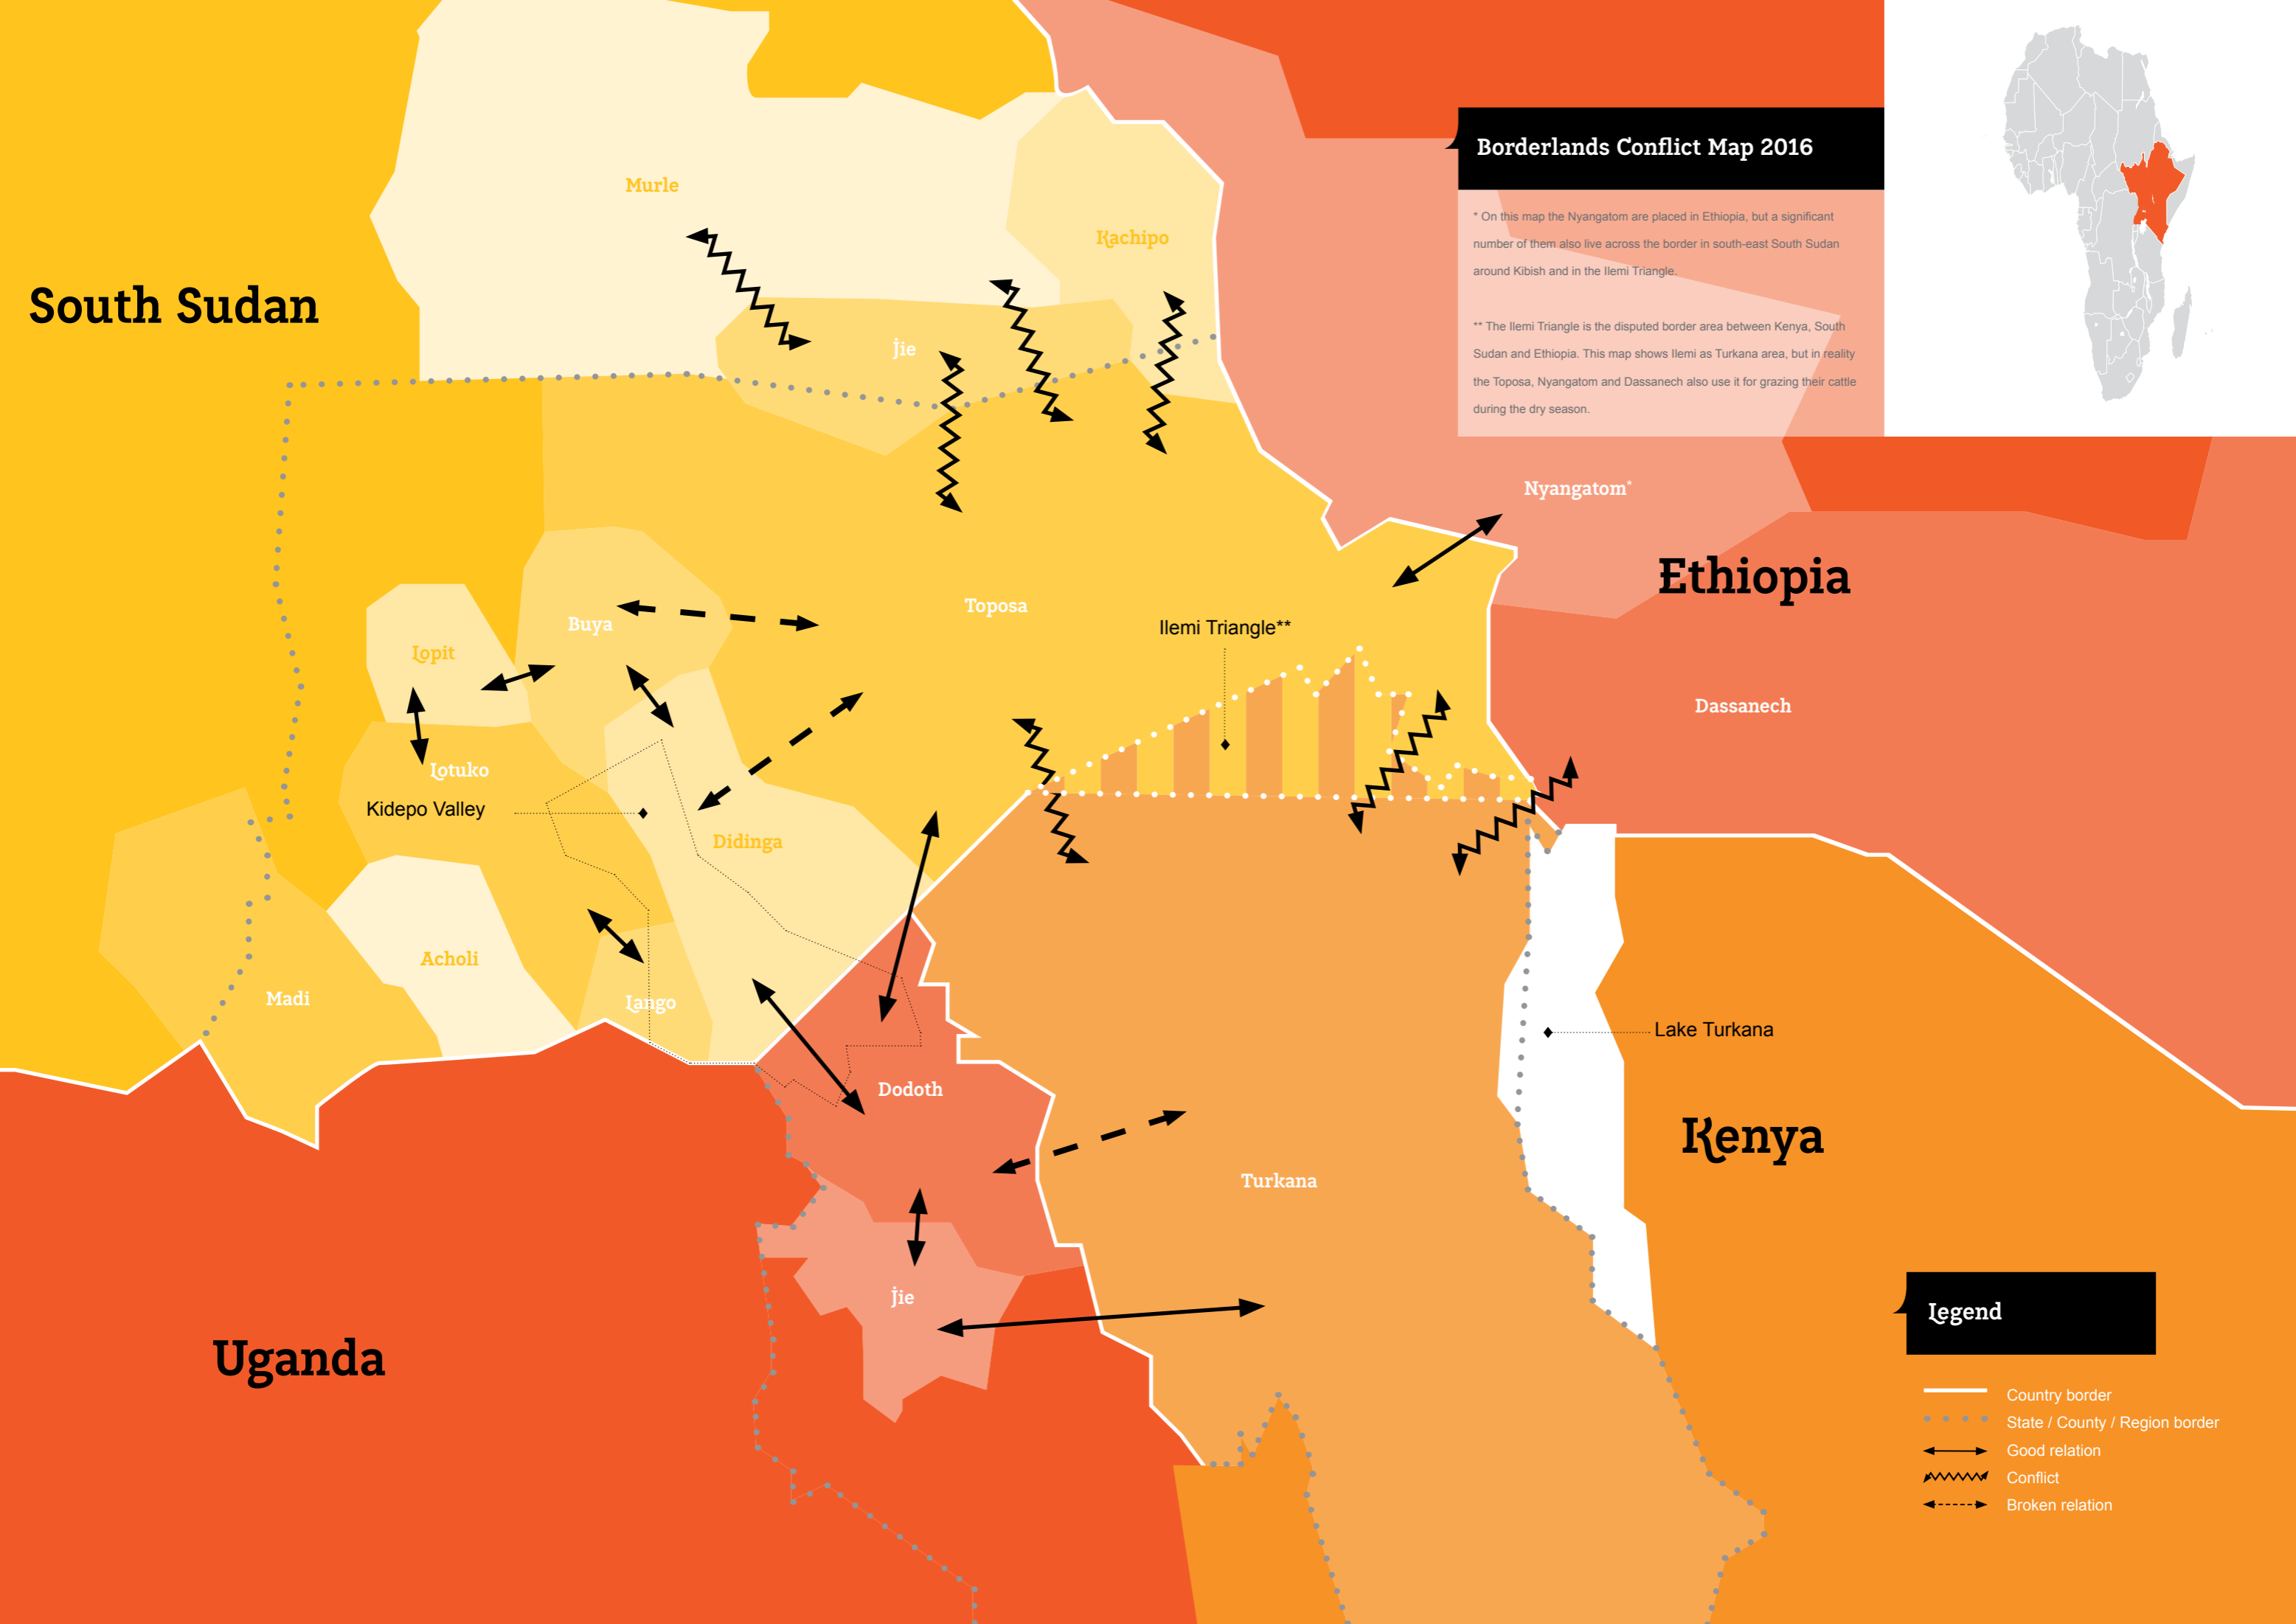 Borderlands Conflict Map 2016
* On this map the Nyangatom are placed in Ethiopia, but a significant
number of them also live across the border in south-east South Sudan
around Kibish and in the Ilemi Triangle.
** The Ilemi Triangle is the disputed border area between Kenya, South
Sudan and Ethiopia. This map shows Ilemi as Turkana area, but in reality
the Toposa, Nyangatom and Dassanech also use it for grazing their cattle
during the dry season.
Murle
Kachipo
South Sudan
Jie
Nyangatom*
Ethiopia
Toposa
Buya
Ilemi Triangle**
Lopit
Dassanech
Lotuko
Kidepo Valley
Didinga
Acholi
Madi
Lango
Lake Turkana
Dodoth
Kenya
Turkana
Jie
Uganda
Legend
Country border
State / County / Region border
Good relation
Conflict
Broken relation